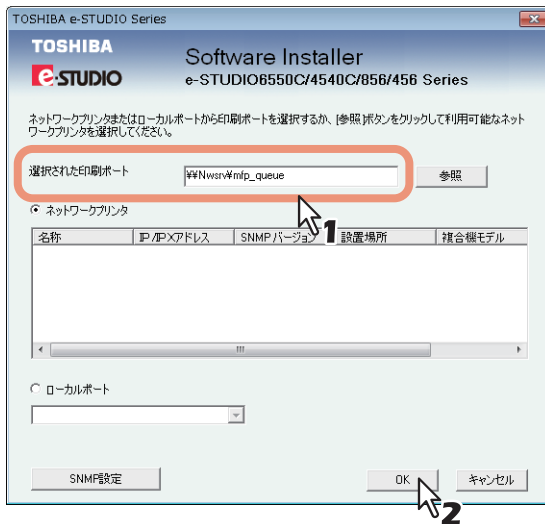 TOSHIBA e-STUDIO Series
TOSHIBA
e-STUDIO
Software Installer
e-STUDIO6550C/4540C/856/456 Series
ネットワークプリンタまたはローカルポートから印刷ポートを選択するか、[参照]ボタンをクリックして利用可能なネット
ワークプリンタを選択してください。
選択された印刷ポート
¥¥Nwsrv¥mfp_queue
参照
1
ネットワークプリンタ
名称 IP/IPXアドレス SNMPバージョン 設置場所 複合機モデル
ローカルポート
SNMP設定
OK
キャンセル
2